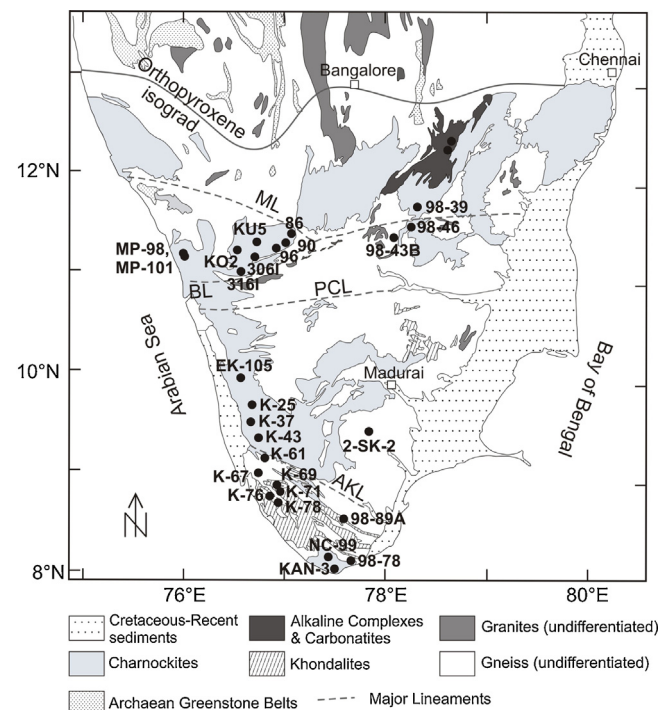 Chennai
Bangalore
Orthopyroxene
isograd
12°N
ML
98-39
86
KU5
98-46
90
MP-98,
MP-101
KO2
96
98-43B
306I
316I
BL
PCL
Arabian Sea
Bay of Bengal
10°N
EK-105
Madurai
K-25
K-37
K-43
2-SK-2
K-61
K-67
K-69
AKL
K-76
K-71
K-78
98-89A
N
NC-99
98-78
8°N
KAN-3
76°E
78°E
80°E
Cretaceous-Recent
sediments
Alkaline Complexes
& Carbonatites
Granites (undifferentiated)
Charnockites
Khondalites
Gneiss (undifferentiated)
Archaean Greenstone Belts
Major Lineaments